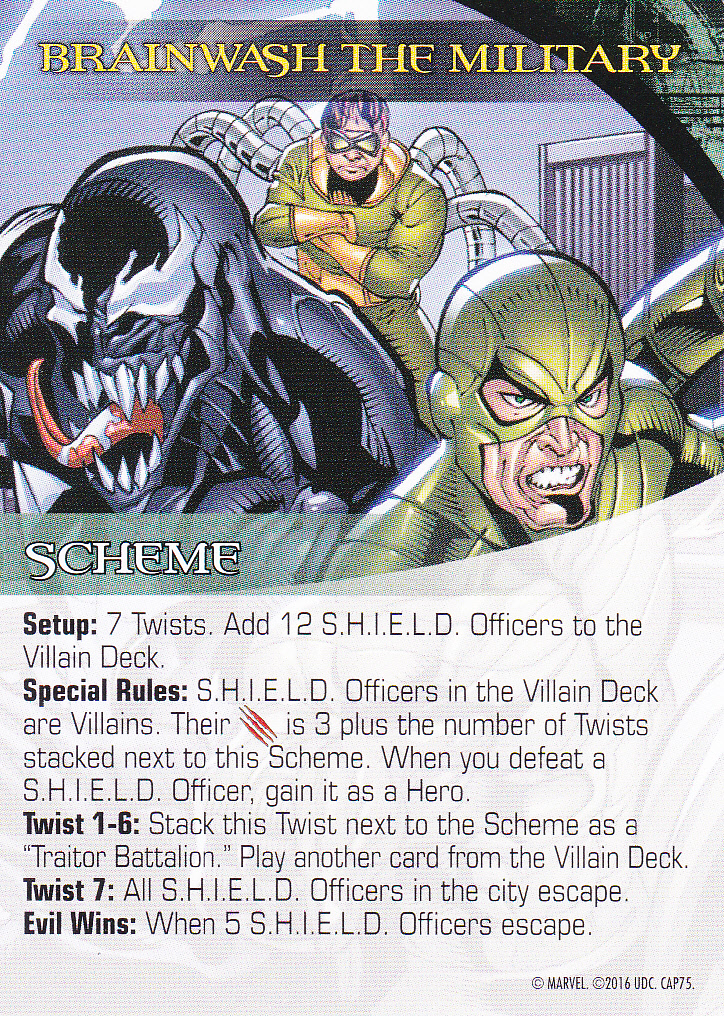 BRAINWASH THE MILITARY
SCHEME
Setup: 7 Twists. Add 12 S.H.I.E.L.D. Officers to the
Villain Deck.
Special Rules: S.H.I.E.L.D. Officers in the Villain Deck
are Villains. Their is 3 plus the number of Twists
stacked next to this Scheme. When you defeat a
S.H.I.E.L.D. Officer, gain it as a Hero.
Twist 1-6: Stack this Twist next to the Scheme as a
“Traitor Battalion.” Play another card from the Villain Deck.
Twist 7: All S.H.I.E.L.D. Officers in the city escape.
Evil Wins: When 5 S.H.I.E.L.D. Officers escape.
© MARVEL. ©2016 UDC. CAP75.